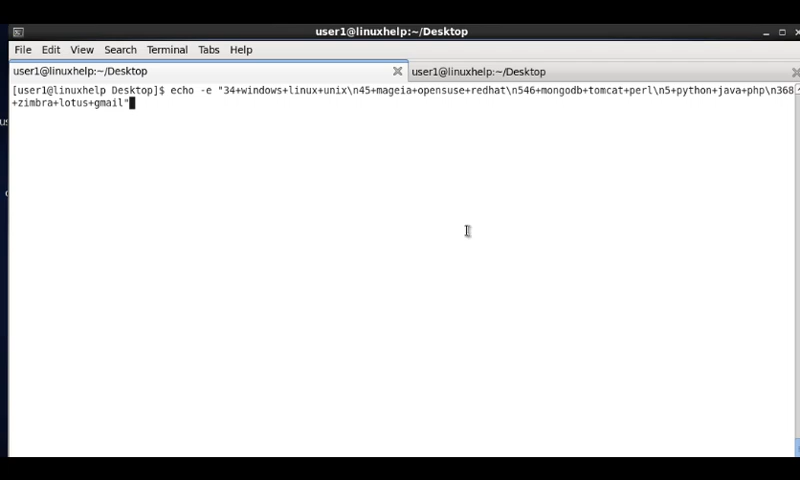 user1@linuxhelp:~/Desktop
File Edit View Search Terminal Tabs Help
user1@linuxhelp:~/Desktop user1@linuxhelp:~/Desktop
[user1@linuxhelp Desktop]$ echo -e "34+windows+linux+unix\n45+mageia+opensuse+redhat\n546+mongodb+tomcat+perl\n5+python+java+php\n368
+zimbra+lotus+gmail"